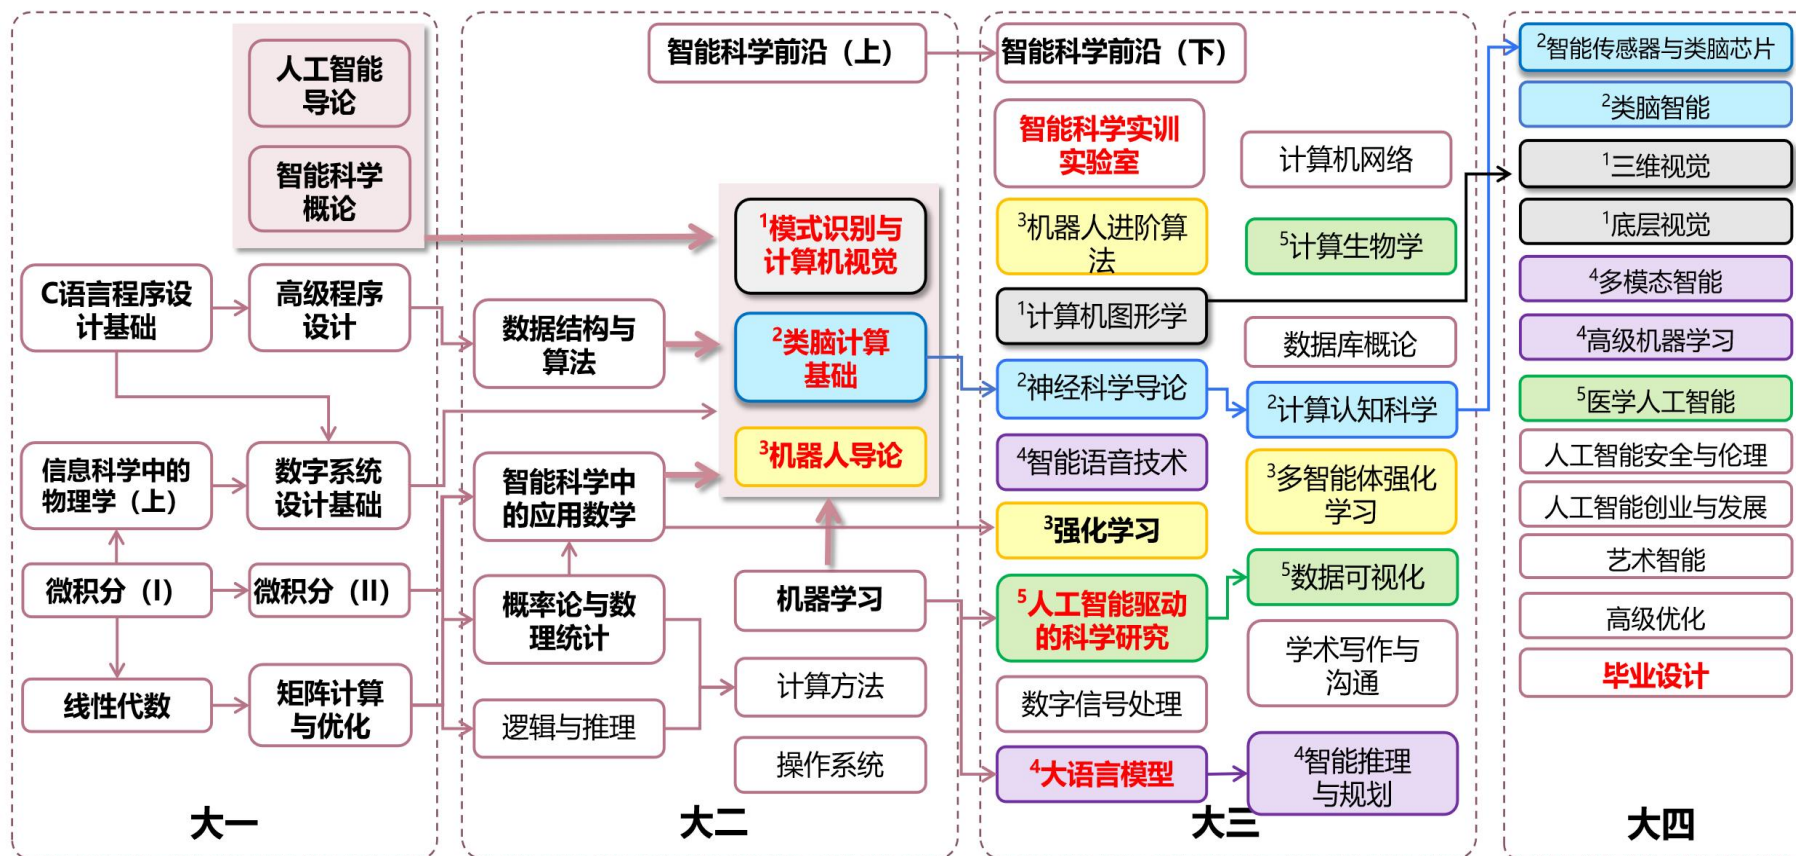 人工智能
导论
智能科学
概论
C语言程序设
计基础
高级程序
设计
信息科学中的
物理学（上）
数字系统
设计基础
微积分（I）
微积分（II）
线性代数
矩阵计算
与优化
大一
智能科学前沿（上）
1模式识别与
计算机视觉
数据结构与
算法
2类脑计算
基础
3机器人导论
智能科学中
的应用数学
概率论与数
理统计
机器学习
逻辑与推理
计算方法
操作系统
大二
智能科学前沿（下）
智能科学实训
实验室
计算机网络
3机器人进阶算
法
5计算生物学
1计算机图形学
数据库概论
2神经科学导论
2计算认知科学
4智能语音技术
3多智能体强化
学习
3强化学习
5人工智能驱动
的科学研究
5数据可视化
学术写作与
沟通
数字信号处理
4大语言模型
4智能推理
与规划
大三
2智能传感器与类脑芯片
2类脑智能
1三维视觉
1底层视觉
4多模态智能
4高级机器学习
5医学人工智能
人工智能安全与伦理
人工智能创业与发展
艺术智能
高级优化
毕业设计
大四